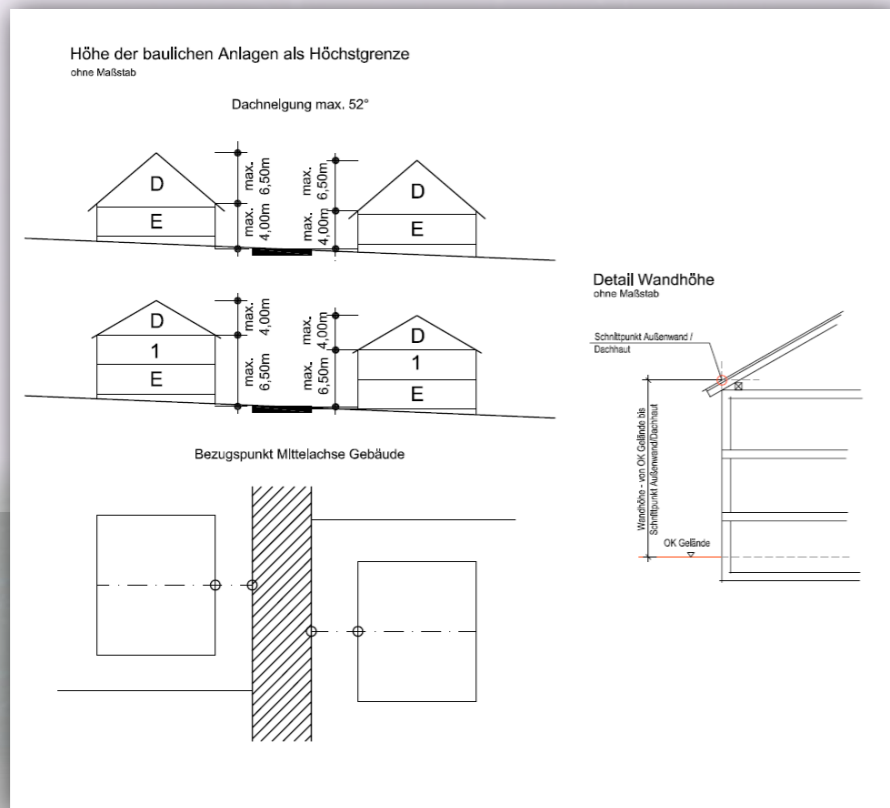 Höhe der baulichen Anlagen als Höchstgrenze
ohne Maßstab
Dachneigung max. 52°
D
E
max.
6,50m
max.
4,00m
max.
6,50m
max.
4,00m
D
E
D
1
E
max.
4,00m
max.
6,50m
max.
4,00m
max.
6,50m
D
1
E
Bezugspunkt Mittelachse Gebäude
Detail Wandhöhe
ohne Maßstab
Schnittpunkt Außenwand /
Dachhaut
Wandhöhe - von OK Gelände bis
Schnittpunkt Außenwand/Dachhaut
OK Gelände